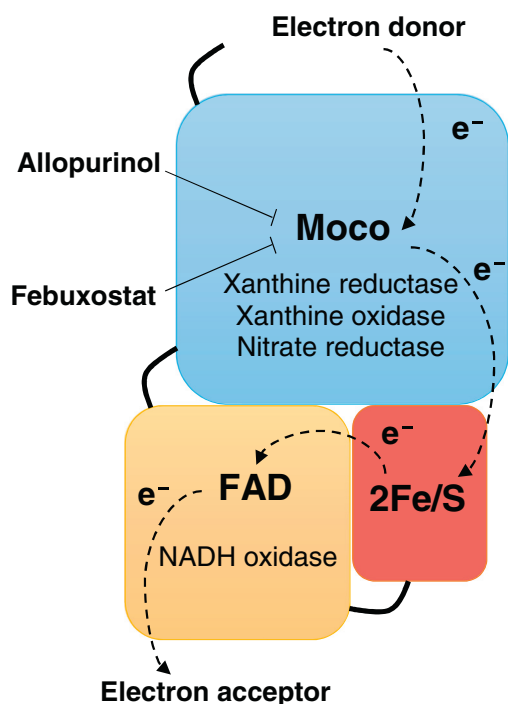 Electron donor
e⁻
Allopurinol
Moco
e⁻
Febuxostat
Xanthine reductase
Xanthine oxidase
Nitrate reductase
e⁻
e⁻
FAD
2Fe/S
NADH oxidase
Electron acceptor